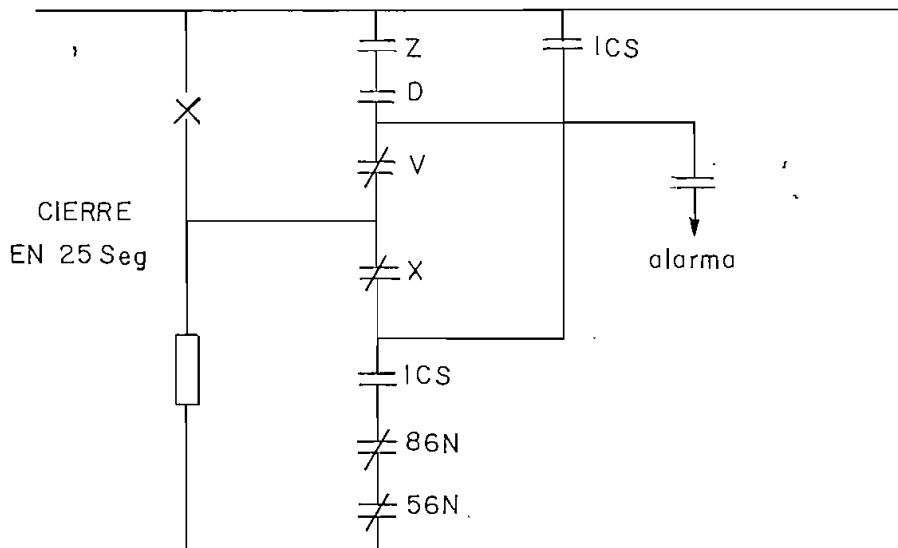 Z
ICS
D
V
CIERRE
EN 25 Seg
X
alarma
ICS
86N
56N